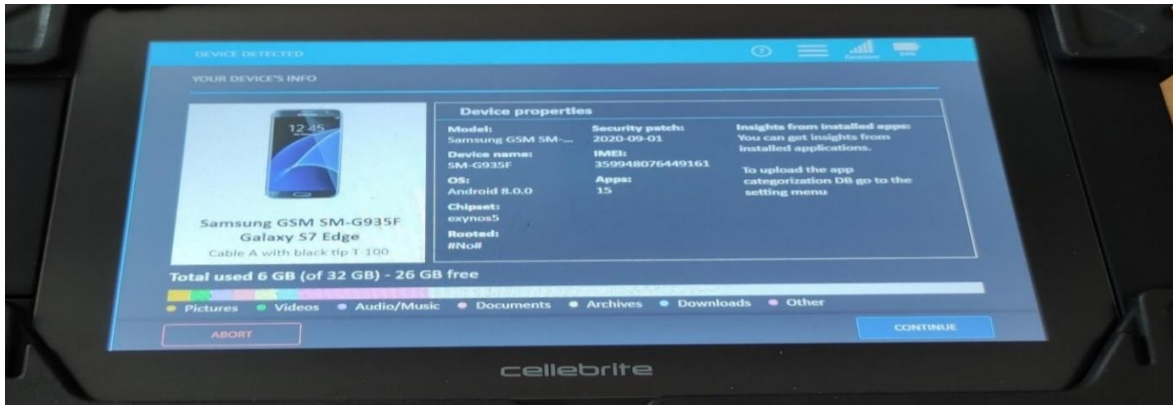 DEVICE DETECTED
YOUR DEVICE'S INFO
12:45
Samsung GSM SM-G935F
Galaxy S7 Edge
Cable A with black tip T-100
Device properties
Model:
Samsung GSM SM-...
Device name:
SM-G935F
OS:
Android 8.0.0
Chipset:
exynos5
Rooted:
#No#
Security patch:
2020-09-01
IMEI:
359948076449161
Apps:
15
Insights from installed apps:
You can get insights from
installed applications.
To upload the app
categorization DB go to the
setting menu
Total used 6 GB (of 32 GB) - 26 GB free
Pictures
Videos
Audio/Music
Documents
Archives
Downloads
Other
ABORT
CONTINUE
cellebrite